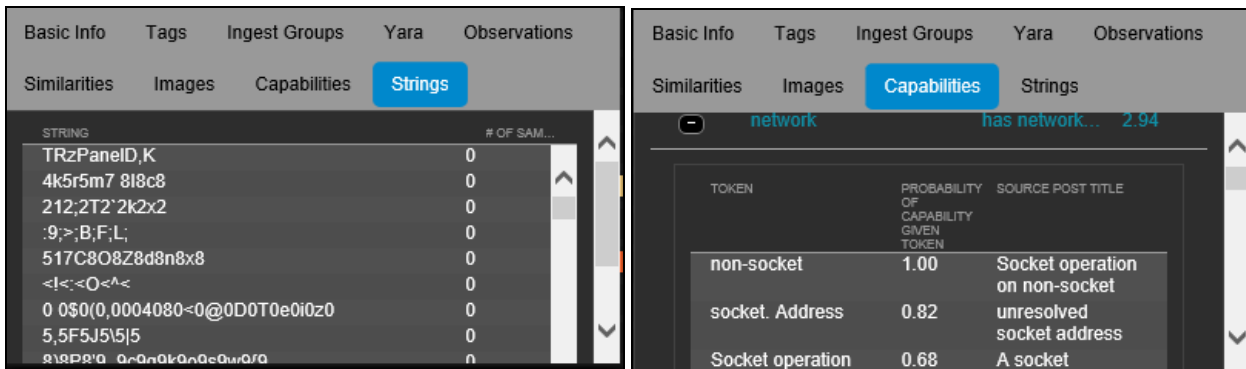 Basic Info Tags Ingest Groups Yara Observations
Similarities Images Capabilities Strings
STRING # OF SAM...
TRzPanelD,K 0
4k5r5m7 8I8c8 0
212;2T2`2k2x2 0
:9;>;B;F;L; 0
517C8O8Z8d8n8x8 0
<!<:<O<^< 0
0 0$0(0,0004080<0@0D0T0e0i0z0 0
5,5F5J5\5|5 0
0
Basic Info Tags Ingest Groups Yara Observations
Similarities Images Capabilities Strings
network has network... 2.94
TOKEN PROBABILITY OF CAPABILITY GIVEN TOKEN SOURCE POST TITLE
non-socket 1.00 Socket operation
on non-socket
socket. Address 0.82 unresolved
socket address
Socket operation 0.68 A socket